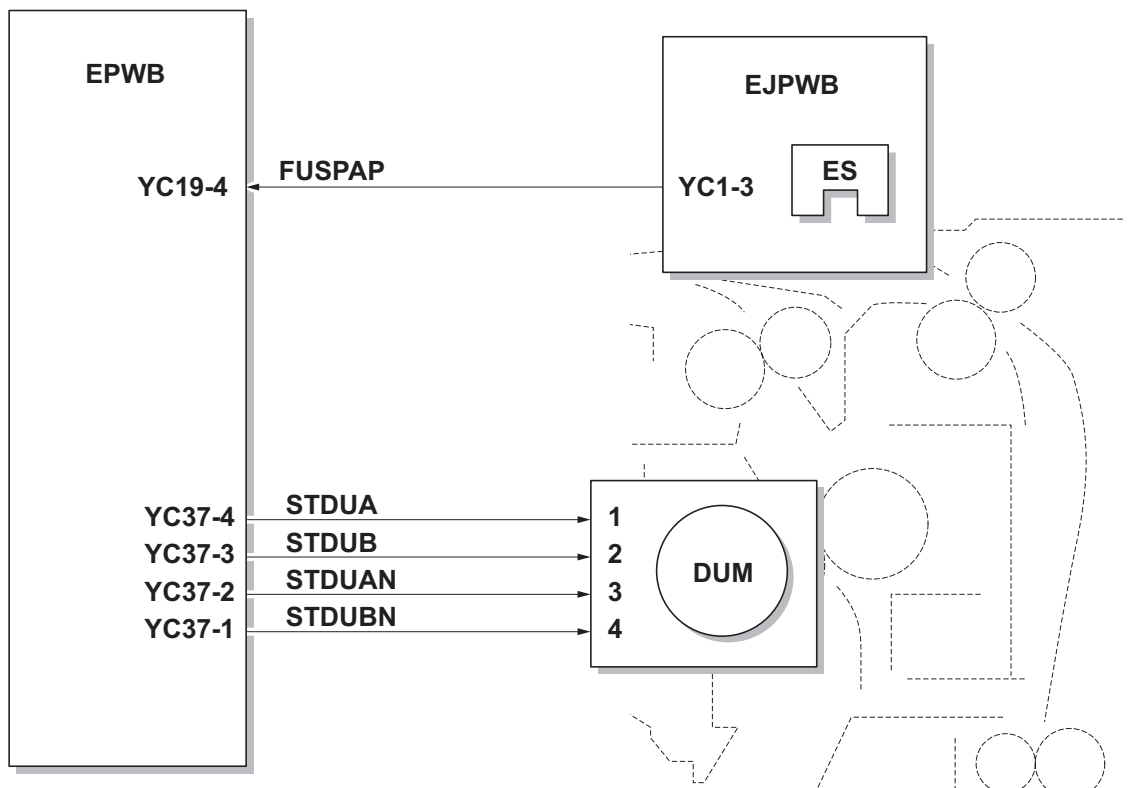 EPWB
EJPWB
YC19-4
FUSPAP
YC1-3
ES
YC37-4
STDUA
1
YC37-3
STDUB
2
YC37-2
STDUAN
3
YC37-1
STDUBN
4
DUM